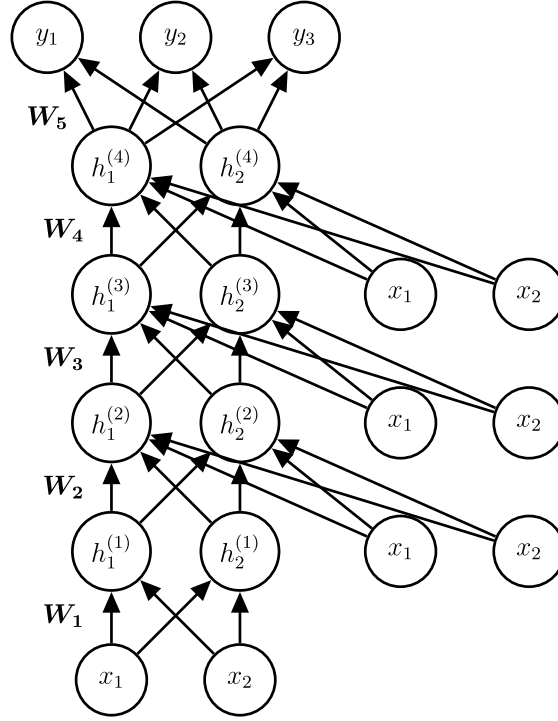 y₁ y₂ y₃
W₅
h₁⁽⁴⁾ h₂⁽⁴⁾
W₄
h₁⁽³⁾ h₂⁽³⁾ x₁ x₂
W₃
h₁⁽²⁾ h₂⁽²⁾ x₁ x₂
W₂
h₁⁽¹⁾ h₂⁽¹⁾ x₁ x₂
W₁
x₁ x₂